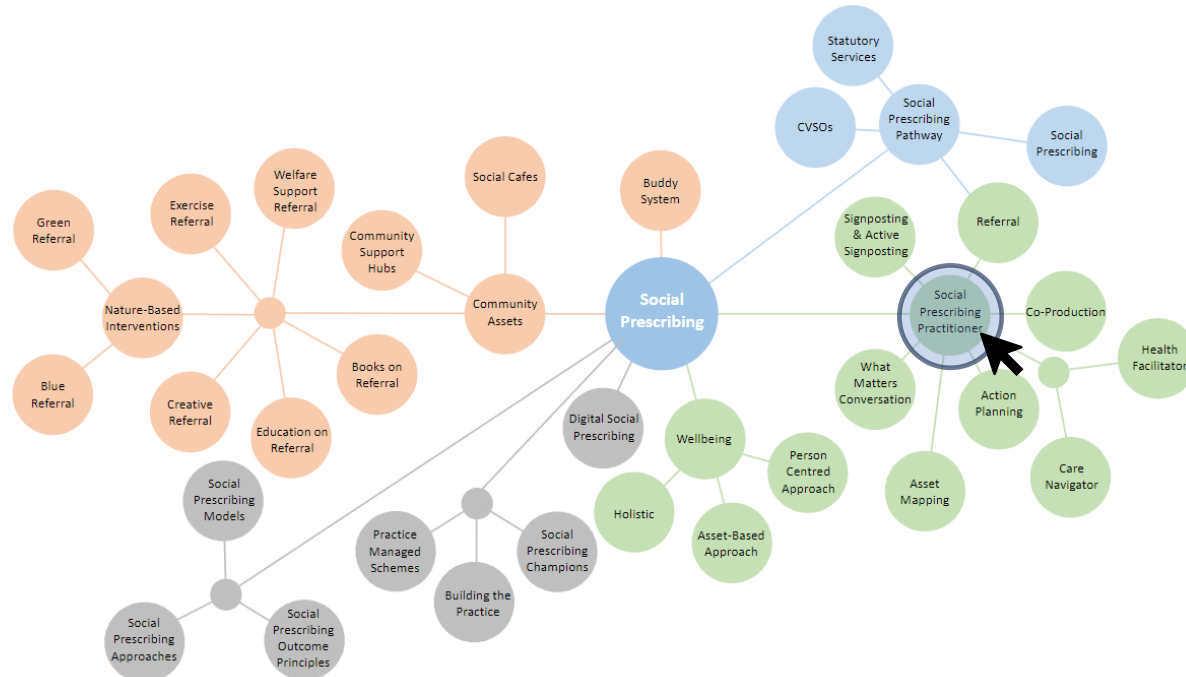 Statutory
Services
Social
Prescribing
Pathway
CVSOs
Social
Prescribing
Social Cafes
Welfare
Support
Referral
Buddy
System
Exercise
Referral
Green
Referral
Community
Support
Hubs
Signposting
& Active
Signposting
Referral
Nature-Based
Interventions
Community
Assets
Social
Prescribing
Social
Prescribing
Practitioner
Co-Production
Health
Facilitator
Books on
Referral
Blue
Referral
Creative
Referral
Education on
Referral
What
Matters
Conversation
Action
Planning
Digital Social
Prescribing
Wellbeing
Person
Centred
Approach
Asset
Mapping
Care
Navigator
Social
Prescribing
Models
Holistic
Asset-Based
Approach
Practice
Managed
Schemes
Social
Prescribing
Champions
Building the
Practice
Social
Prescribing
Approaches
Social
Prescribing
Outcome
Principles